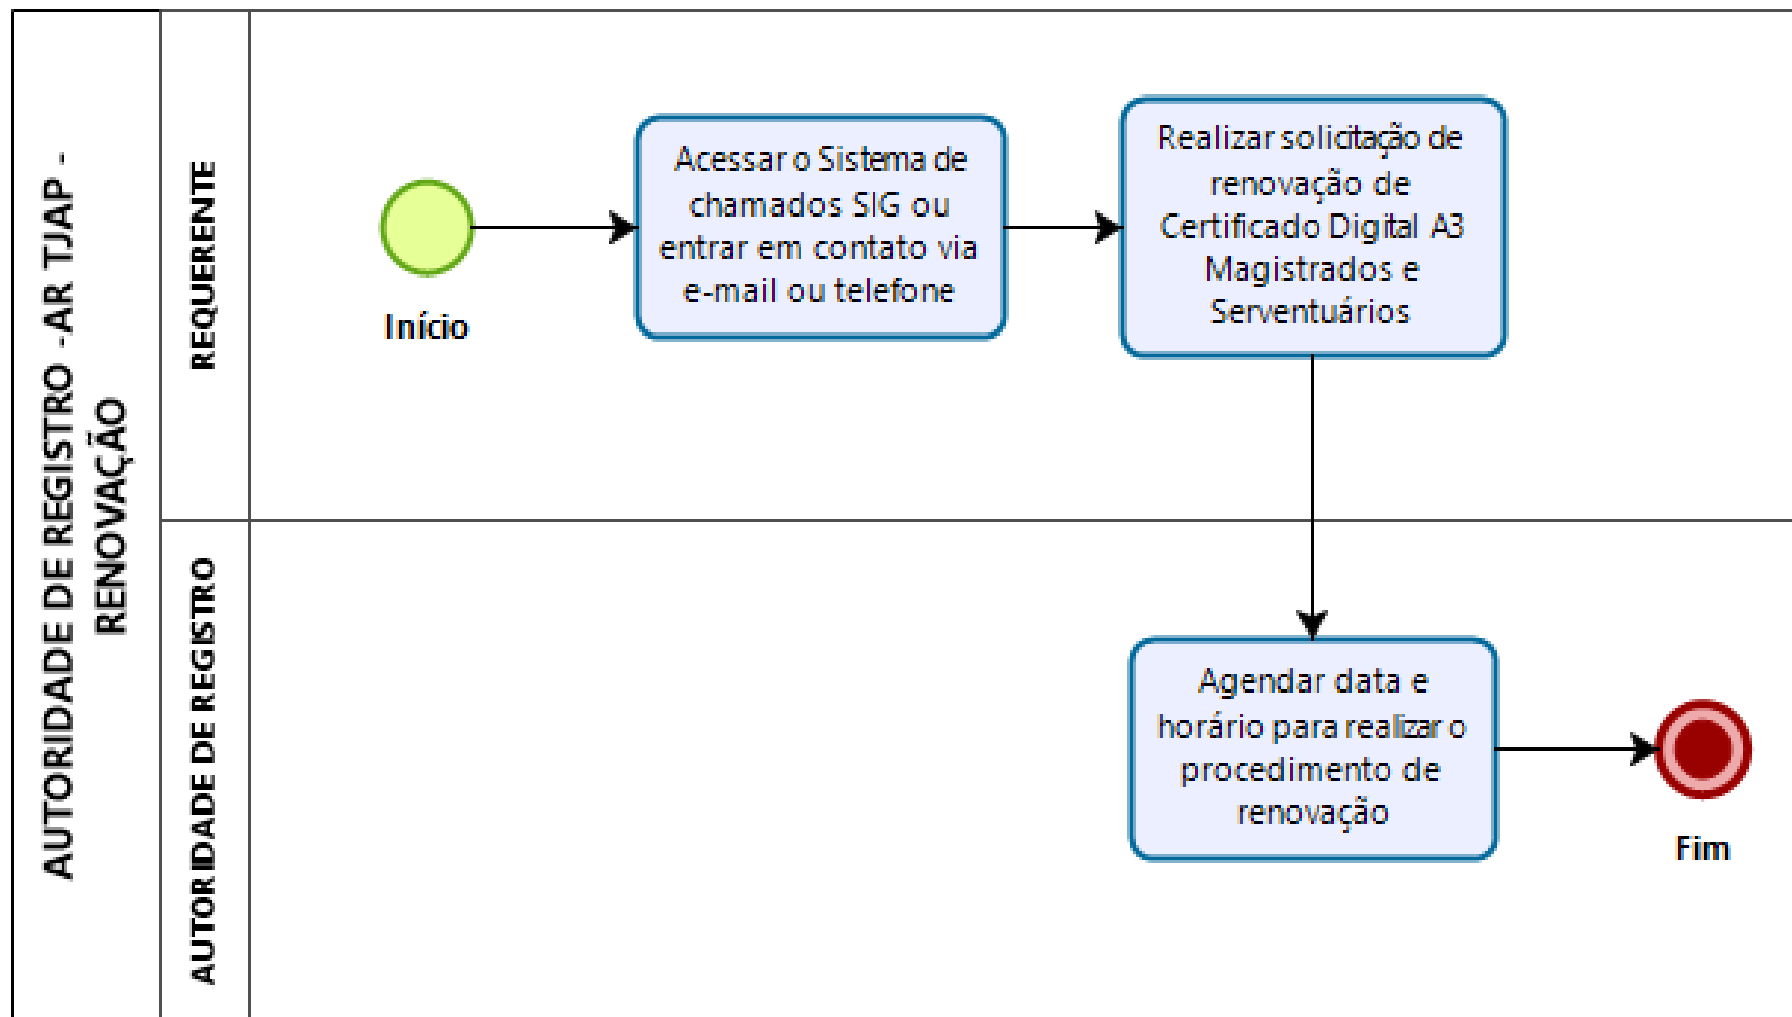 AUTORIDADE DE REGISTRO -AR TJAP -
RENOVAÇÃO
REQUERENTE
Início
Acessar o Sistema de
chamados SIG ou
entrar em contato via
e-mail ou telefone
Realizar solicitação de
renovação de
Certificado Digital A3
Magistrados e
Serventuários
AUTORIDADE DE REGISTRO
Agendar data e
horário para realizar o
procedimento de
renovação
Fim